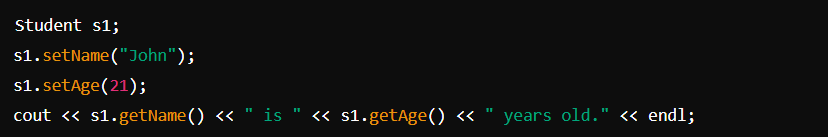 Student s1;
s1.setName("John");
s1.setAge(21);
cout << s1.getName() << " is " << s1.getAge() << " years old." << endl;